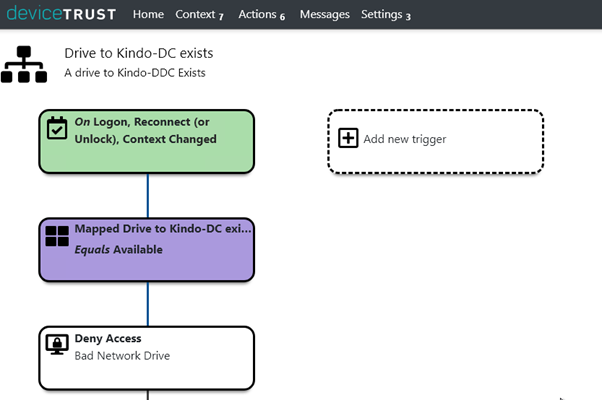 deviceTRUST Home Context 7 Actions 6 Messages Settings 3
Drive to Kindo-DC exists
A drive to Kindo-DDC Exists
On Logon, Reconnect (or
Unlock), Context Changed
Add new trigger
Mapped Drive to Kindo-DC exi...
Equals Available
Deny Access
Bad Network Drive